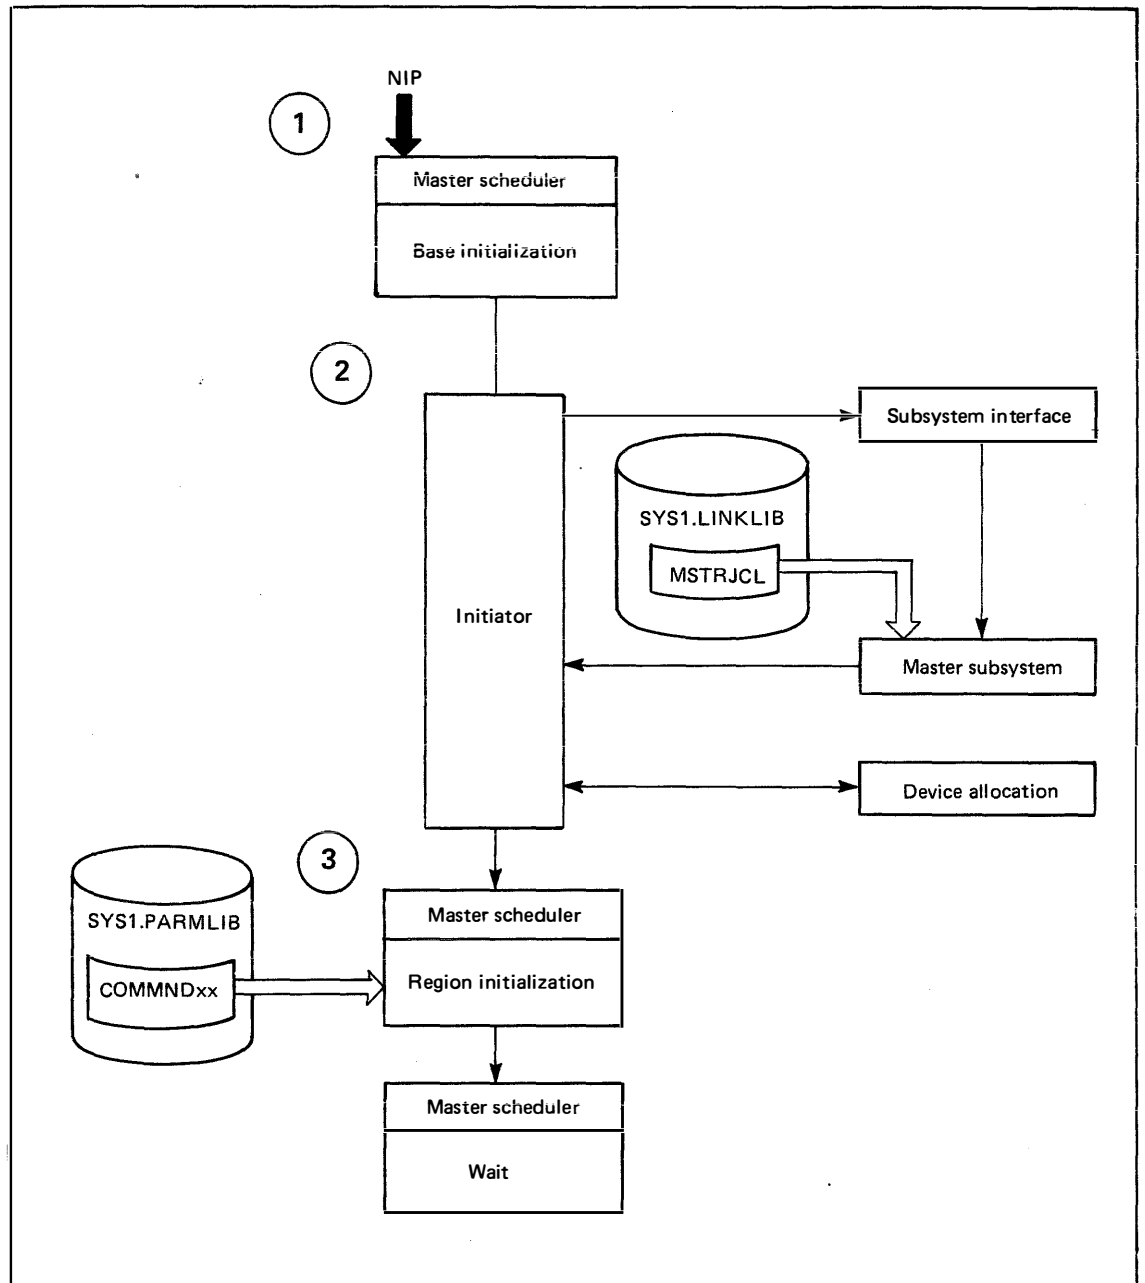 NIP
1
Master scheduler
Base initialization
2
Subsystem interface
SYS1.LINKLIB
MSTRJCL
Initiator
Master subsystem
Device allocation
3
Master scheduler
SYS1.PARMLIB
Region initialization
COMMNDxx
Master scheduler
Wait